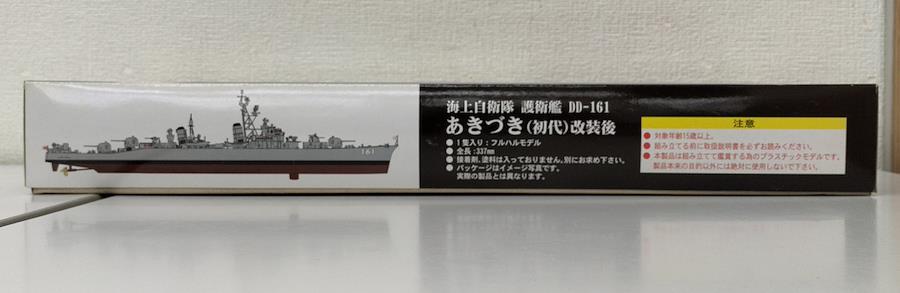 海上自衛隊 護衛艦 DD-161
あきづき(初代)改装後
● 1隻入り:フルハルモデル
● 全長:337mm
● 接着剤、塗料は入っておりません。別にお求め下さい。
● パッケージはイメージ写真です。
実際の製品とは異なります。
注意
● 対象年齢15歳以上。
● 組み立てる前に取扱説明書を必ずお読みください。
● 本製品は組み立てて鑑賞する為のプラスチックモデルです。
製品本来の目的以外には絶対に使用しないで下さい。
161